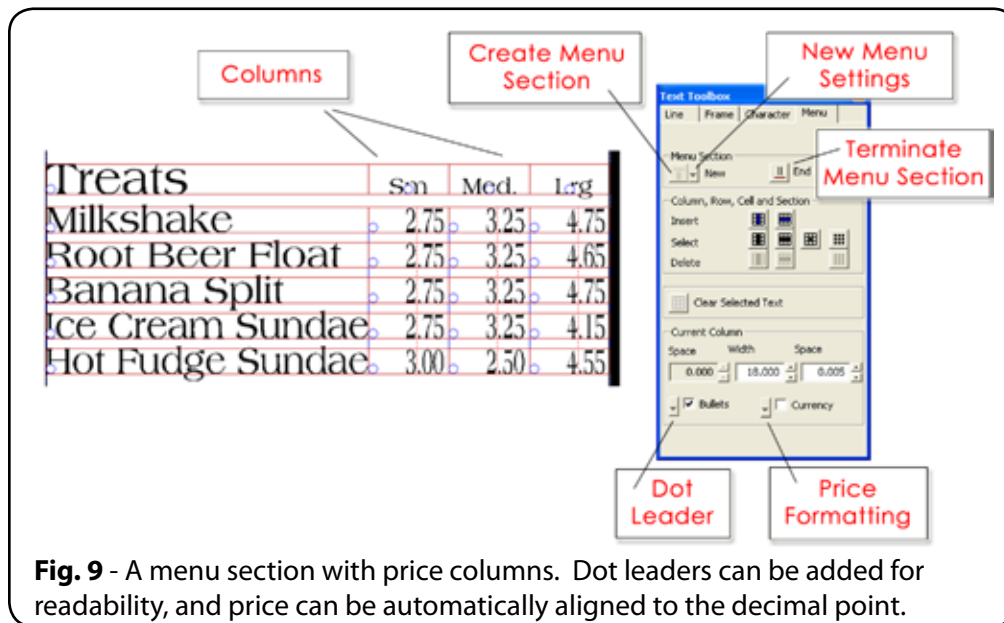 Columns
Create Menu
Section
New Menu
Settings
Text Toolbox
Line Frame Character Menu
Menu Section
New End
Terminate
Menu Section
Column, Row, Cell and Section
Insert
Select
Delete
Clear Selected Text
Current Column
Space Width Space
0.000 18.000 0.005
Bullets Currency
Dot
Leader
Price
Formatting
Treats Sm Med. Lrg
Milkshake 2.75 3.25 4.75
Root Beer Float 2.75 3.25 4.65
Banana Split 2.75 3.25 4.75
Ice Cream Sundae 2.75 3.25 4.15
Hot Fudge Sundae 3.00 2.50 4.55
Fig. 9 - A menu section with price columns. Dot leaders can be added for
readability, and price can be automatically aligned to the decimal point.